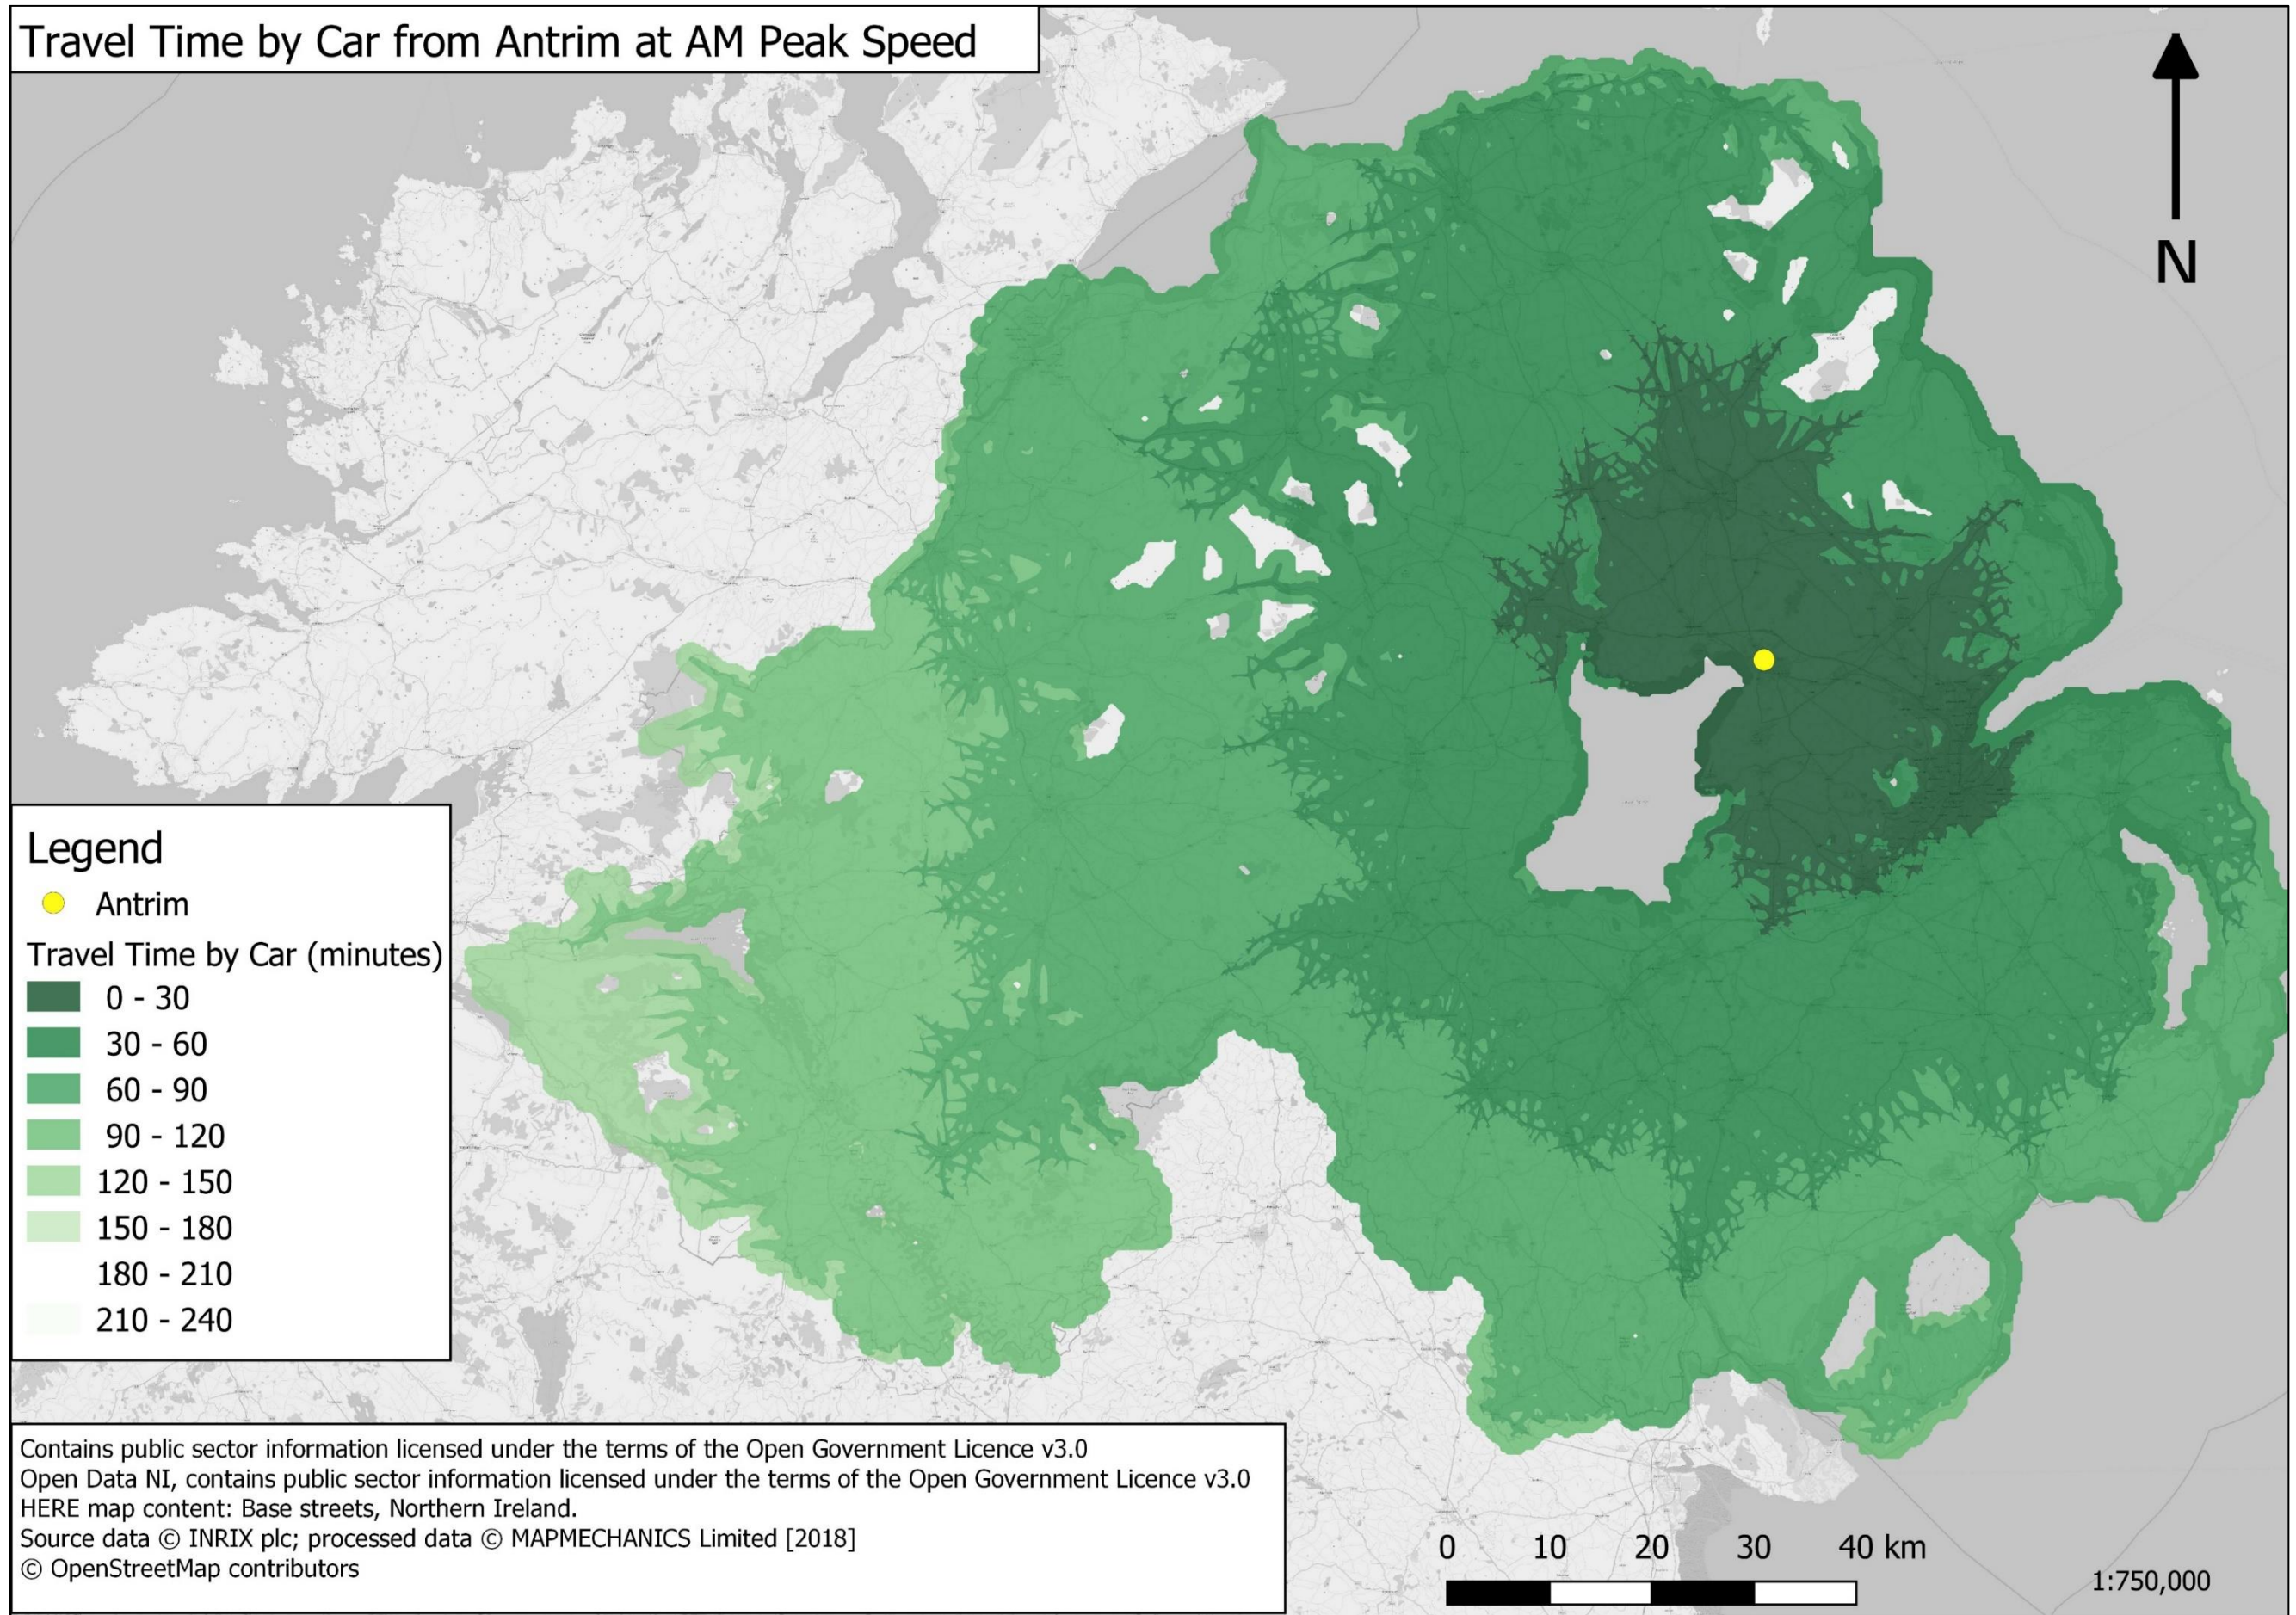 Travel Time by Car from Antrim at AM Peak Speed
N
Legend
Antrim
Travel Time by Car (minutes)
0 - 30
30 - 60
60 - 90
90 - 120
120 - 150
150 - 180
180 - 210
210 - 240
Contains public sector information licensed under the terms of the Open Government Licence v3.0
Open Data NI, contains public sector information licensed under the terms of the Open Government Licence v3.0
HERE map content: Base streets, Northern Ireland.
Source data © INRIX plc; processed data © MAPMECHANICS Limited [2018]
© OpenStreetMap contributors
0 10 20 30 40 km
1:750,000